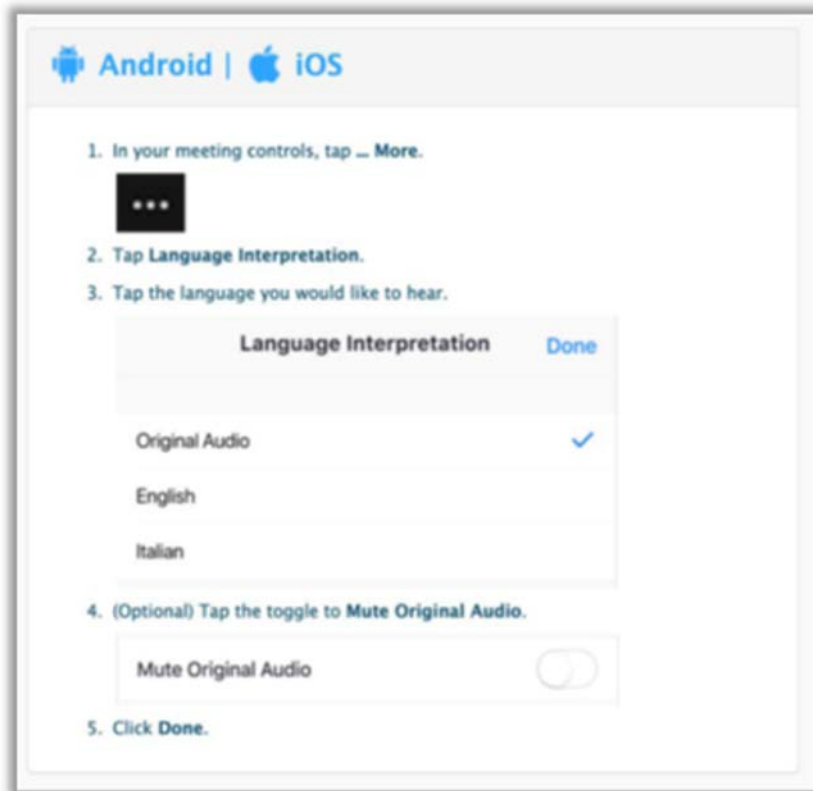 Android | iOS
1. In your meeting controls, tap ... More.
...
2. Tap Language Interpretation.
3. Tap the language you would like to hear.
Language Interpretation Done
Original Audio
English
Italian
4. (Optional) Tap the toggle to Mute Original Audio.
Mute Original Audio
5. Click Done.